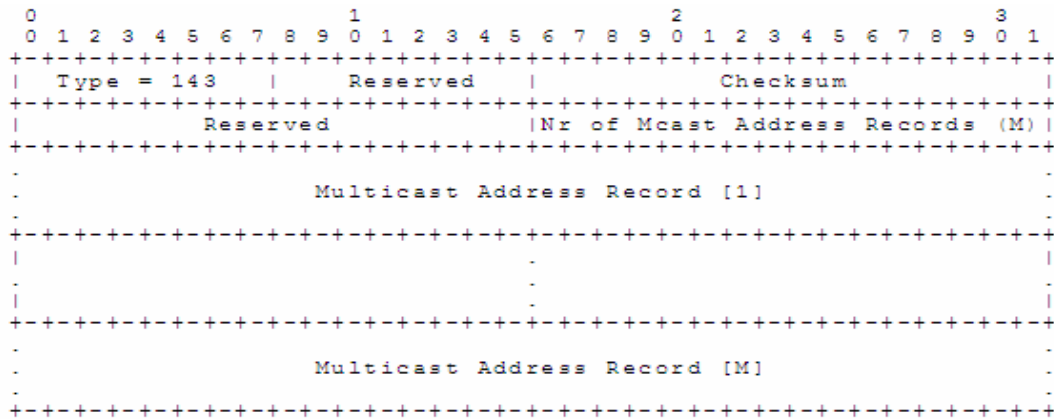 0                   1                   2                   3
0 1 2 3 4 5 6 7 8 9 0 1 2 3 4 5 6 7 8 9 0 1 2 3 4 5 6 7 8 9 0 1
+-+-+-+-+-+-+-+-+-+-+-+-+-+-+-+-+-+-+-+-+-+-+-+-+-+-+-+-+-+-+-+-+
|  Type = 143   |    Reserved   |           Checksum            |
+-+-+-+-+-+-+-+-+-+-+-+-+-+-+-+-+-+-+-+-+-+-+-+-+-+-+-+-+-+-+-+-+
|           Reserved            |Nr of Mcast Address Records (M)|
+-+-+-+-+-+-+-+-+-+-+-+-+-+-+-+-+-+-+-+-+-+-+-+-+-+-+-+-+-+-+-+-+
.                                                               .
.                  Multicast Address Record [1]                 .
.                                                               .
+-+-+-+-+-+-+-+-+-+-+-+-+-+-+-+-+-+-+-+-+-+-+-+-+-+-+-+-+-+-+-+-+
|                               .                               |
.                               .                               .
|                               .                               |
+-+-+-+-+-+-+-+-+-+-+-+-+-+-+-+-+-+-+-+-+-+-+-+-+-+-+-+-+-+-+-+-+
.                                                               .
.                  Multicast Address Record [M]                 .
.                                                               .
+-+-+-+-+-+-+-+-+-+-+-+-+-+-+-+-+-+-+-+-+-+-+-+-+-+-+-+-+-+-+-+-+